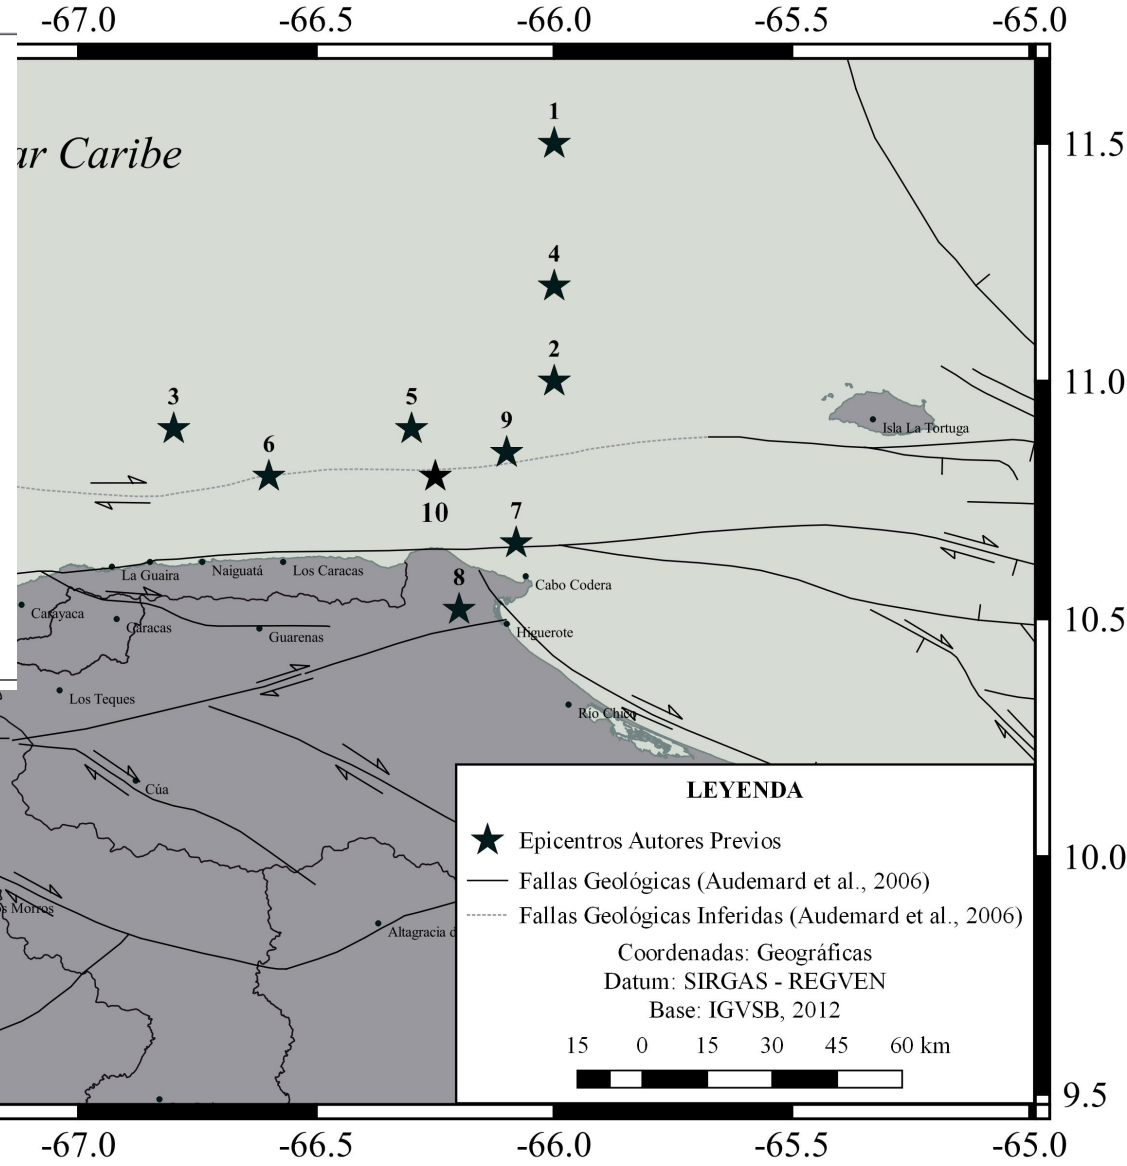 -67.0 -66.5 -66.0 -65.5 -65.0
1
11.5
ar Caribe
4
2
11.0
3 5
9
Isla La Tortuga
6
10
7
La Guaira Naiguatá Los Caracas
8
Cabo Codera
Carayaca
Caracas
10.5
Guarenas
Higuerote
Los Teques
Río Chico
Cúa
LEYENDA
Epicentros Autores Previos
10.0
Fallas Geológicas (Audemard et al., 2006)
s Morros
Fallas Geológicas Inferidas (Audemard et al., 2006)
Altagracia d
Coordenadas: Geográficas
Datum: SIRGAS - REGVEN
Base: IGVSB, 2012
15 0 15 30 45 60 km
9.5
-67.0 -66.5 -66.0 -65.5 -65.0